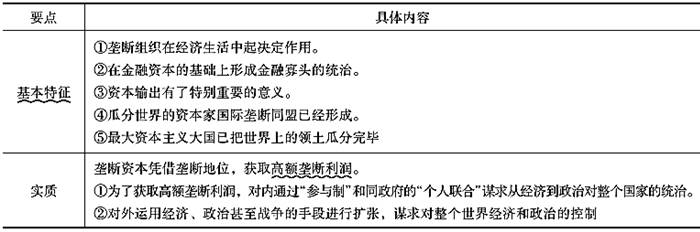 要点 具体内容
基本特征
①垄断组织在经济生活中起决定作用。
②在金融资本的基础上形成金融寡头的统治。
③资本输出有了特别重要的意义。
④瓜分世界的资本家国际垄断同盟已经形成。
⑤最大资本主义大国已把世界上的领土瓜分完毕
实质
垄断资本凭借垄断地位，获取高额垄断利润。
①为了获取高额垄断利润，对内通过“参与制”和同政府的“个人联合”谋求从经济到政治对整个国家的统治。
②对外运用经济、政治甚至战争的手段进行扩张，谋求对整个世界经济和政治的控制